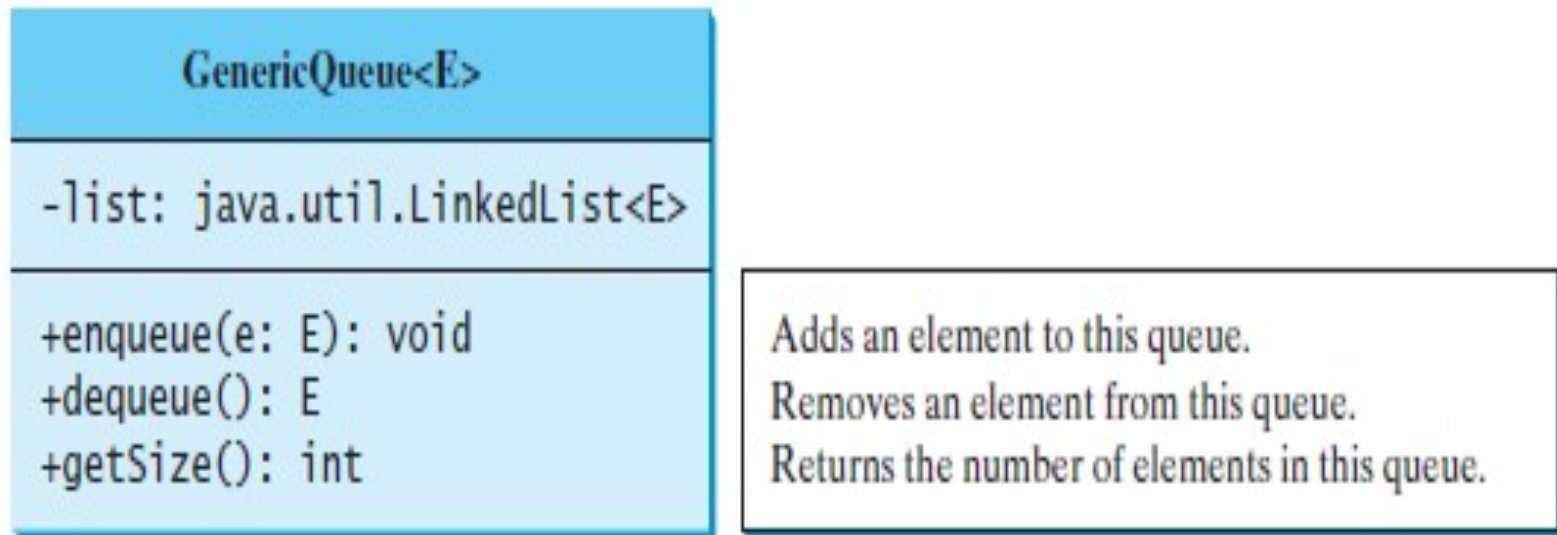 GenericQueue<E>
-list: java.util.LinkedList<E>
+enqueue(e: E): void
+dequeue(): E
+getSize(): int
Adds an element to this queue.
Removes an element from this queue.
Returns the number of elements in this queue.